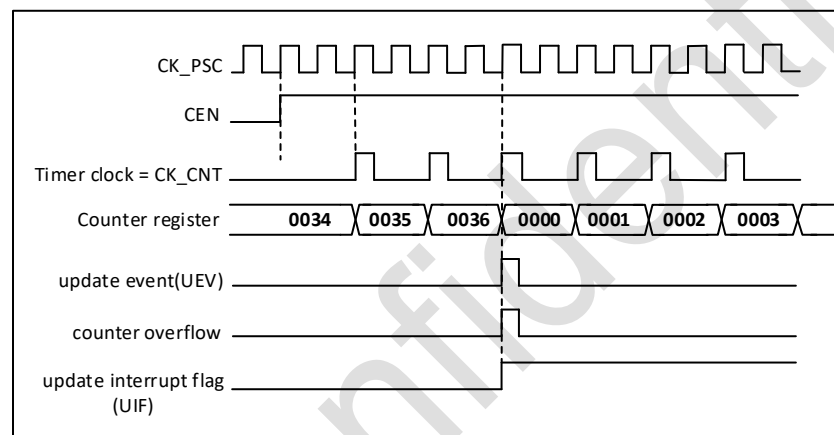 CK_PSC
CEN
Timer clock = CK_CNT
Counter register 0034 0035 0036 0000 0001 0002 0003
update event(UEV)
counter overflow
update interrupt flag
(UIF)
nfident